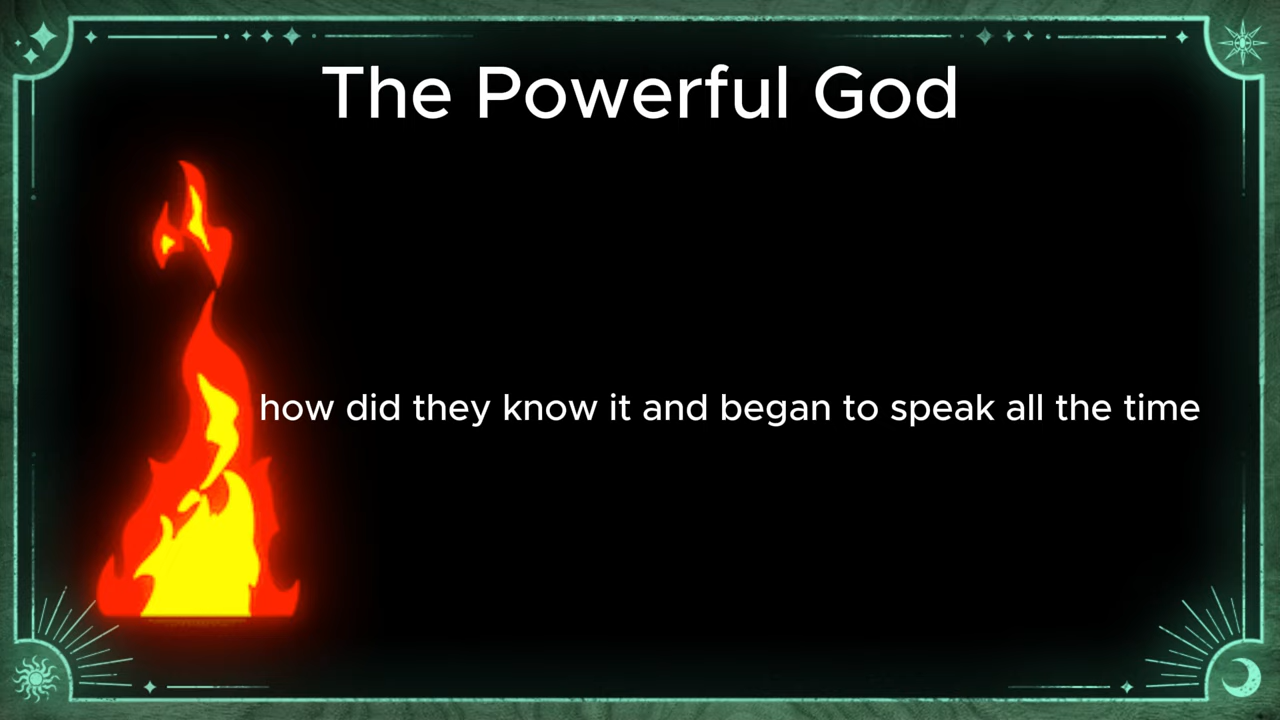 The Powerful God
how did they know it and began to speak all the time